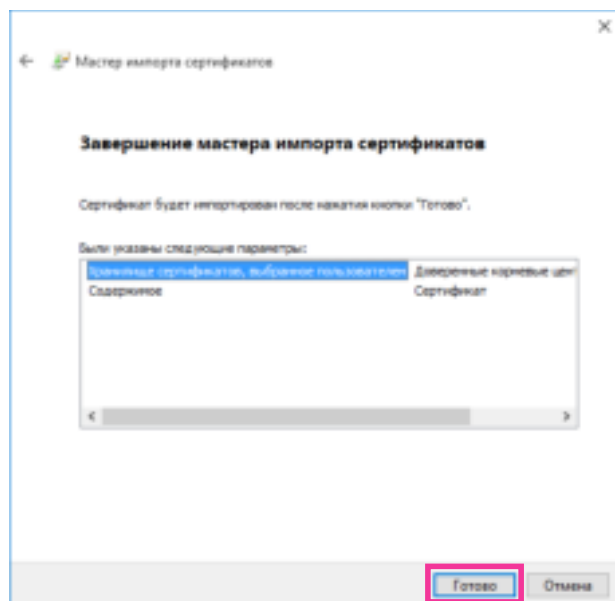 Мастер импорта сертификатов
Завершение мастера импорта сертификатов
Сертификат будет импортирован после нажатия кнопки "Готово".
Были указаны следующие параметры:
Хранилище сертификатов, выбранное пользователем Доверенные корневые цен
Содержимое Сертификат
Готово Отмена